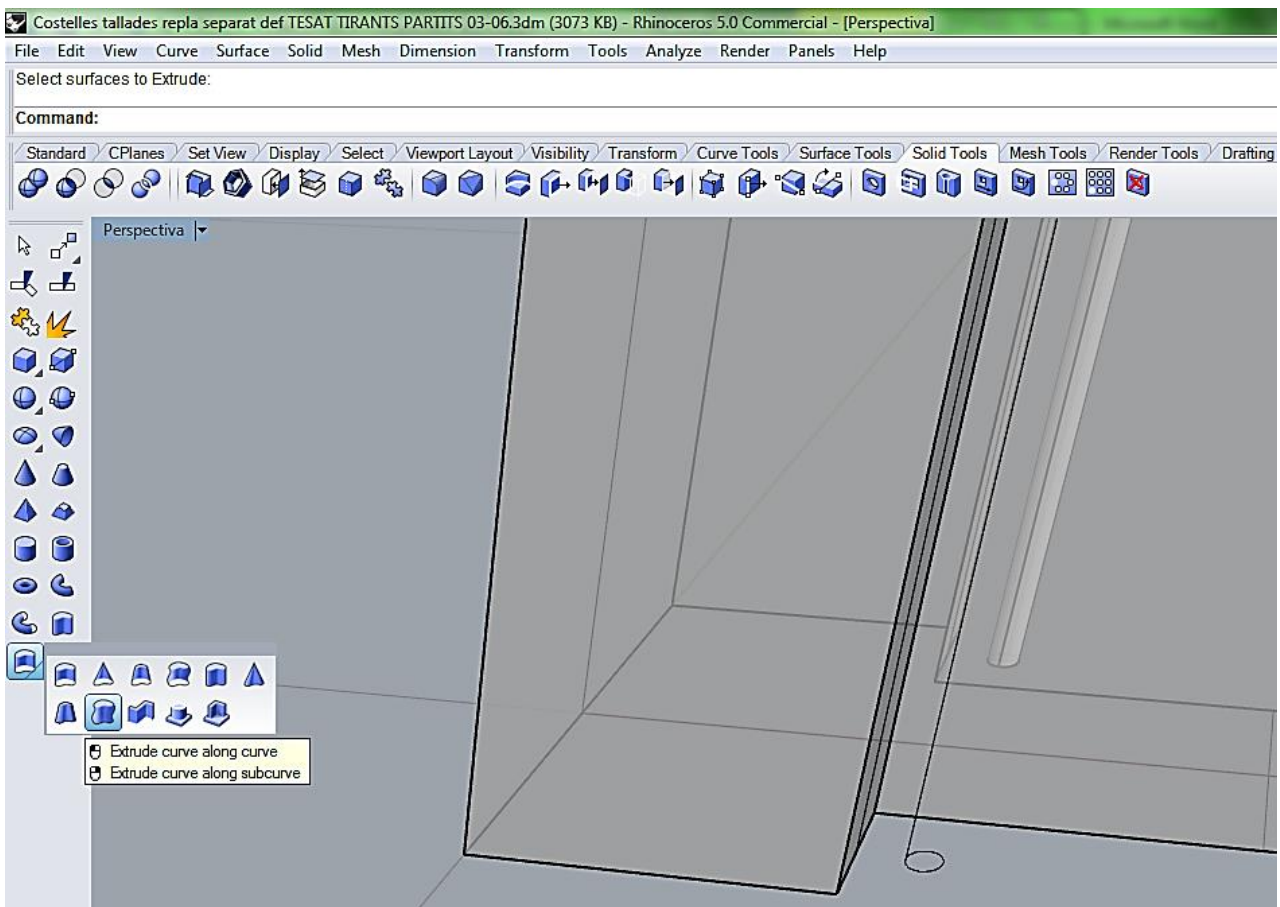 Costelles tallades repla separat def TESAT TIRANTS PARTITS 03-06.3dm (3073 KB) - Rhinoceros 5.0 Commercial - [Perspectiva]
File Edit View Curve Surface Solid Mesh Dimension Transform Tools Analyze Render Panels Help
Select surfaces to Extrude:
Command:
Standard CPlanes Set View Display Select Viewport Layout Visibility Transform Curve Tools Surface Tools Solid Tools Mesh Tools Render Tools Drafting
Perspectiva
Extrude curve along curve
Extrude curve along subcurve